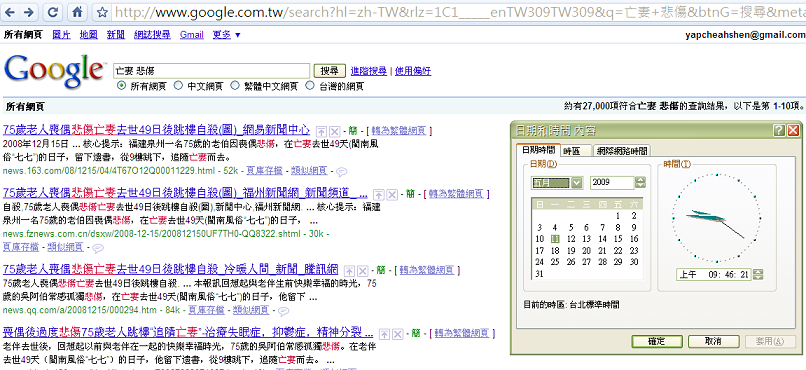 http://www.google.com.tw/search?hl=zh-TW&rlz=1C1_____enTW309TW309&q=亡妻+悲傷&btnG=搜尋&meta
所有網頁 圖片 地圖 新聞 網誌搜尋 Gmail 更多 ▼
yapcheahshen@gmail.com
Google
亡妻 悲傷 搜尋 進階搜尋 | 使用偏好
所有網頁 中文網頁 繁體中文網頁 台灣的網頁
所有網頁 約有27,000項符合亡妻 悲傷的查詢結果，以下是第 1-10項。
75歲老人喪偶悲傷亡妻去世49日後跳樓自殺(圖)_網易新聞中心 - 簡 - [ 轉為繁體網頁 ]
2008年12月15日 ... 核心提示：福建泉州一名75歲的老伯因喪偶悲傷，在亡妻去世49天(閩南風
俗“七七”)的日子，留下遺書，從9樓跳下，追隨亡妻而去。
news.163.com/08/1215/04/4T67O12Q00011229.html - 52k - 頁庫存檔 - 類似網頁 -
75歲老人喪偶悲傷亡妻去世49日後跳樓自殺(圖)_福州新聞網_新聞頻道_ ... - 簡 - [ 轉為繁體網頁 ]
自殺,75歲老人喪偶悲傷亡妻去世49日後跳樓自殺(圖),新聞中心,福州新聞網 ... 核心提示：福建
泉州一名75歲的老伯因喪偶悲傷，在亡妻去世49天(閩南風俗“七七”)的日子， ...
news.fznews.com.cn/dsxw/2008-12-15/200812150UF7TH0-QQ8322.shtml - 30k -
頁庫存檔 - 類似網頁 -
75歲老人喪偶悲傷亡妻去世49日後跳樓自殺_冷暖人間_新聞_騰訊網 - 簡 - [ 轉為繁體網頁 ]
75歲老人喪偶悲傷亡妻去世49日後跳樓自殺. ... 本報訊回想起與老伴生前快樂幸福的時光，75
歲的吳阿伯常感孤獨悲傷，在亡妻去世49天(閩南風俗“七七”)的日子，他留下 ...
news.qq.com/a/20081215/000294.htm - 84k - 頁庫存檔 - 類似網頁 -
喪偶後過度悲傷75歲老人跳樓“追隨亡妻”-治療失眠症，抑鬱症，精神分裂 ... - 簡 - [ 轉為繁體網頁 ]
老伴去世後，回想起以前與老伴在一起的快樂幸福時光，75歲的吳阿伯常感孤獨悲傷。在老伴
去世49天（閩南風俗“七七”）的日子，他留下遺書，從9樓跳下，追隨亡妻而去。 ...
日期和時間 內容
日期時間 時區 網際網路時間
日期(D)
五月 2009
日 一 二 三 四 五 六
1 2
3 4 5 6 7 8 9
10 11 12 13 14 15 16
17 18 19 20 21 22 23
24 25 26 27 28 29 30
31
時間(T)
上午 09: 46: 21
目前的時區: 台北標準時間
確定 取消 套用(A)